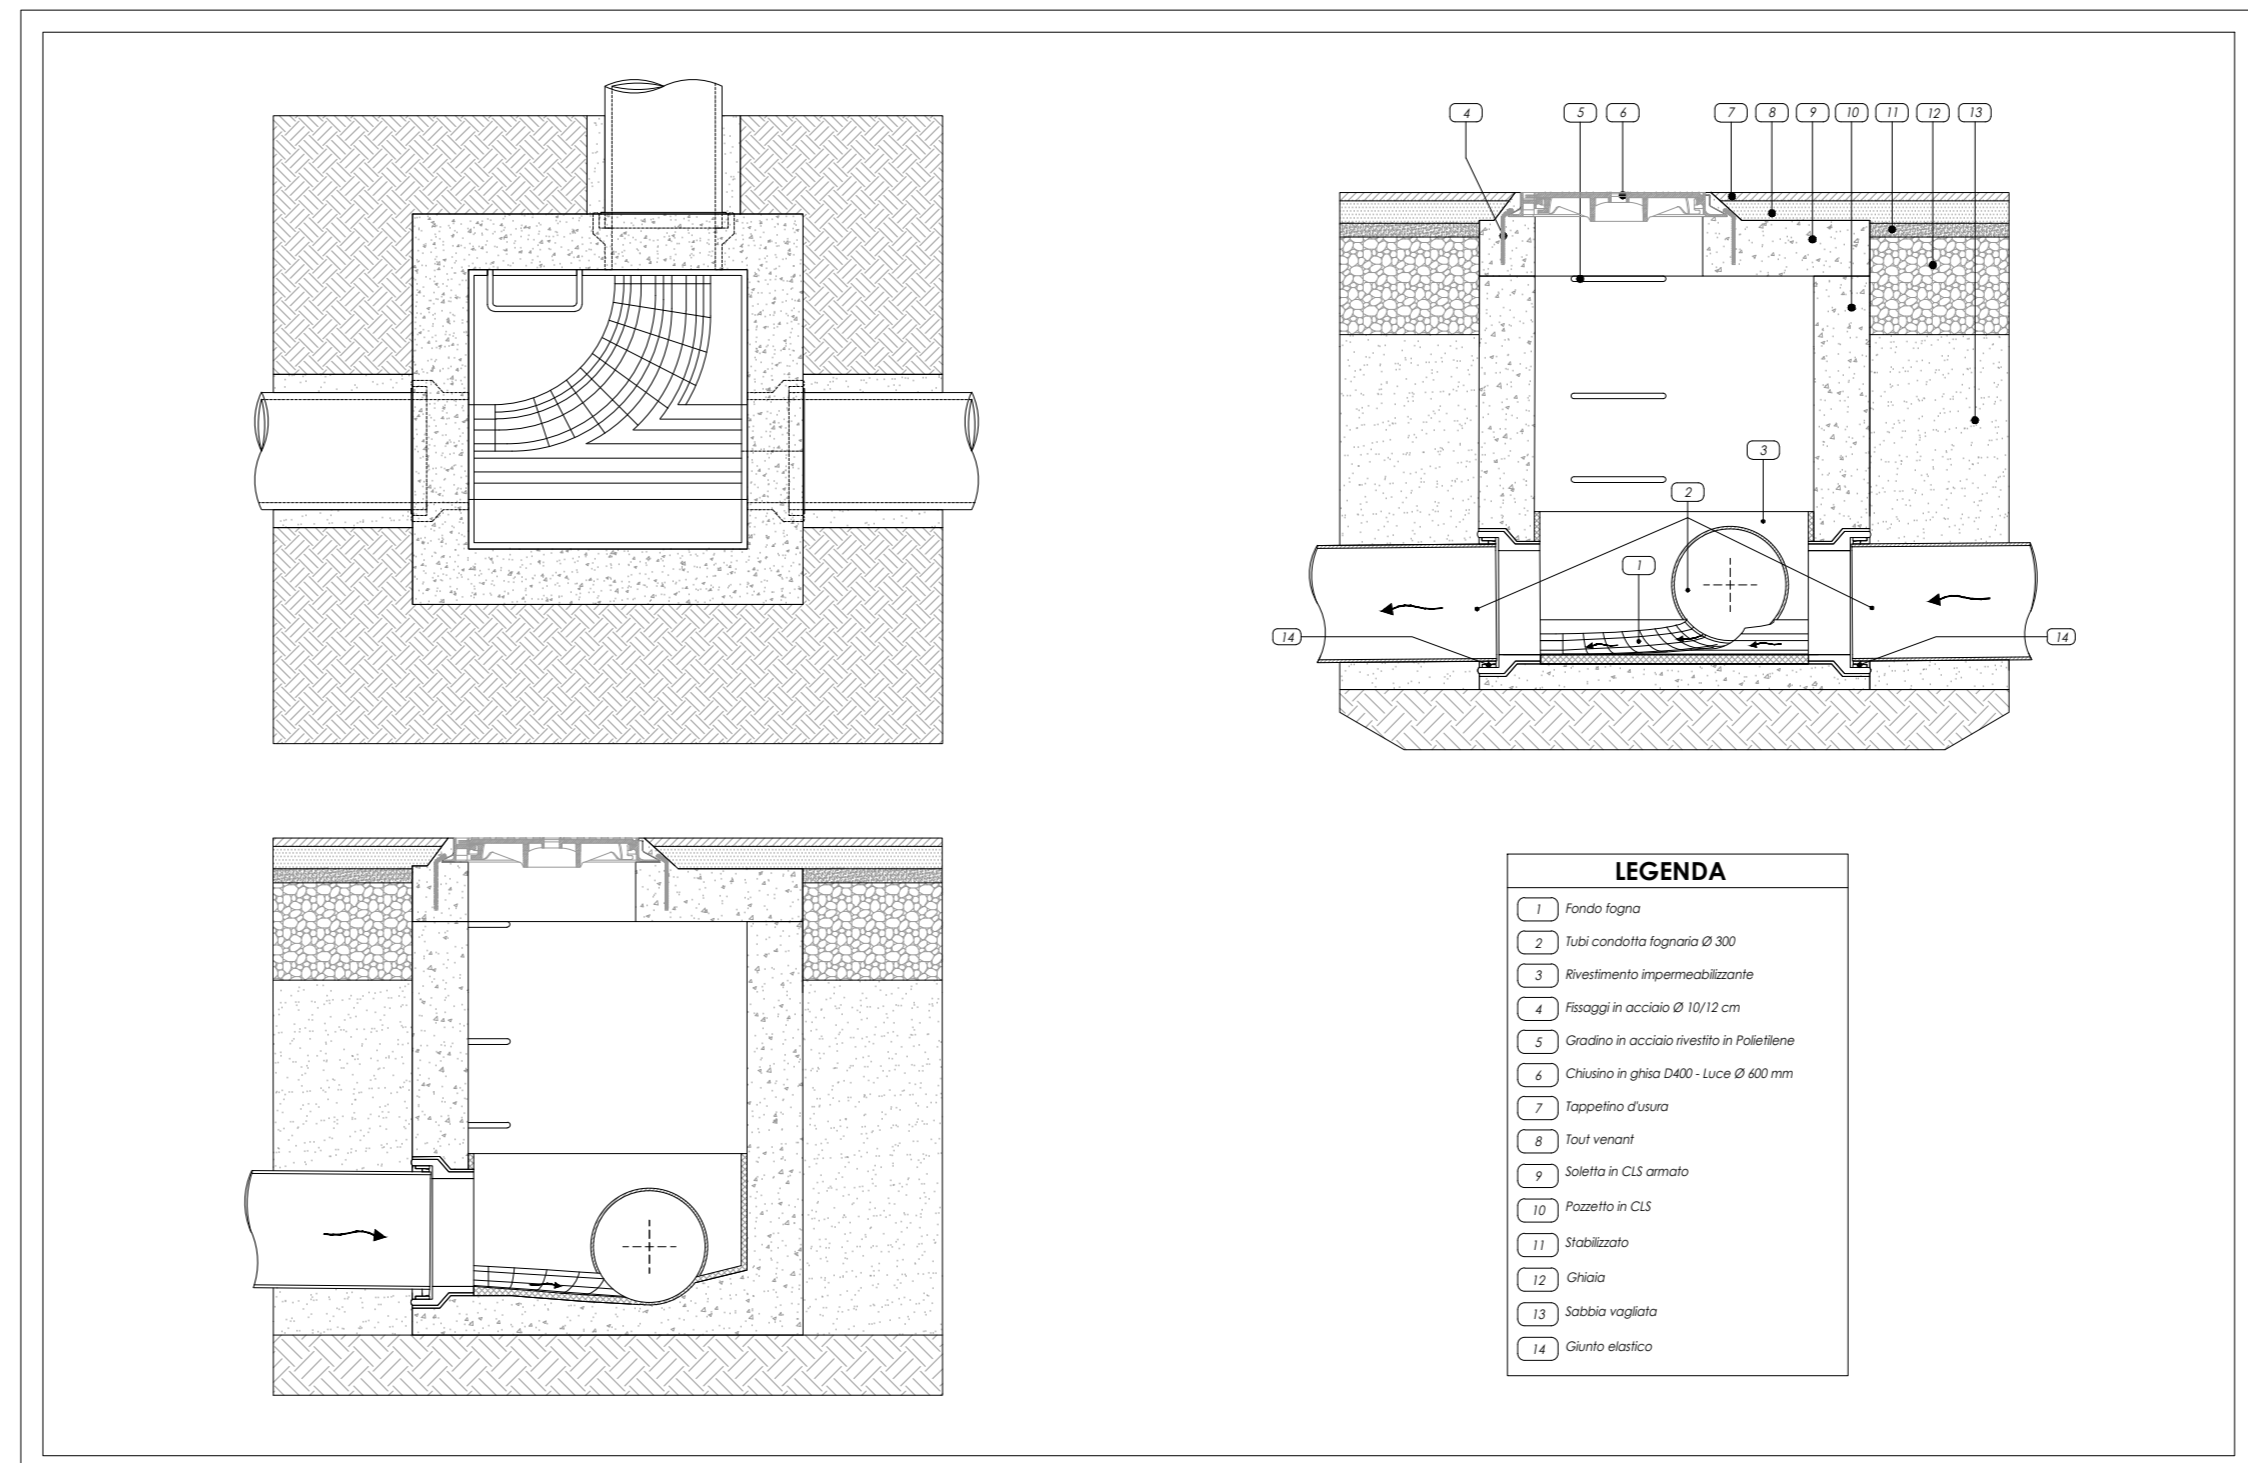 4
5
6
7
8
9
10
11
12
13
3
2
1
14
14
LEGENDA
1 Fondo fogna
2 Tubi condotta fognaria Ø 300
3 Rivestimento impermeabilizzante
4 Fissaggi in acciaio Ø 10/12 cm
5 Gradino in acciaio rivestito in Polietilene
6 Chiusino in ghisa D400 - Luce Ø 600 mm
7 Tappetino d'usura
8 Tout venant
9 Soletta in CLS armato
10 Pozzetto in CLS
11 Stabilizzato
12 Ghiaia
13 Sabbia vagliata
14 Giunto elastico